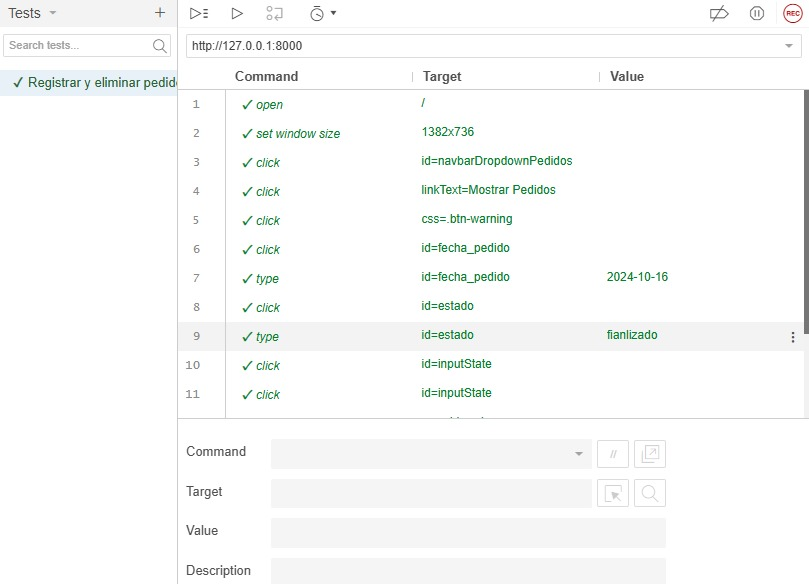 Tests
REC
Search tests...
http://127.0.0.1:8000
✓ Registrar y eliminar pedido
Command Target Value
1 ✓ open /
2 ✓ set window size 1382x736
3 ✓ click id=navbarDropdownPedidos
4 ✓ click linkText=Mostrar Pedidos
5 ✓ click css=.btn-warning
6 ✓ click id=fecha_pedido
7 ✓ type id=fecha_pedido 2024-10-16
8 ✓ click id=estado
9 ✓ type id=estado fianlizado
10 ✓ click id=inputState
11 ✓ click id=inputState
Command //
Target
Value
Description